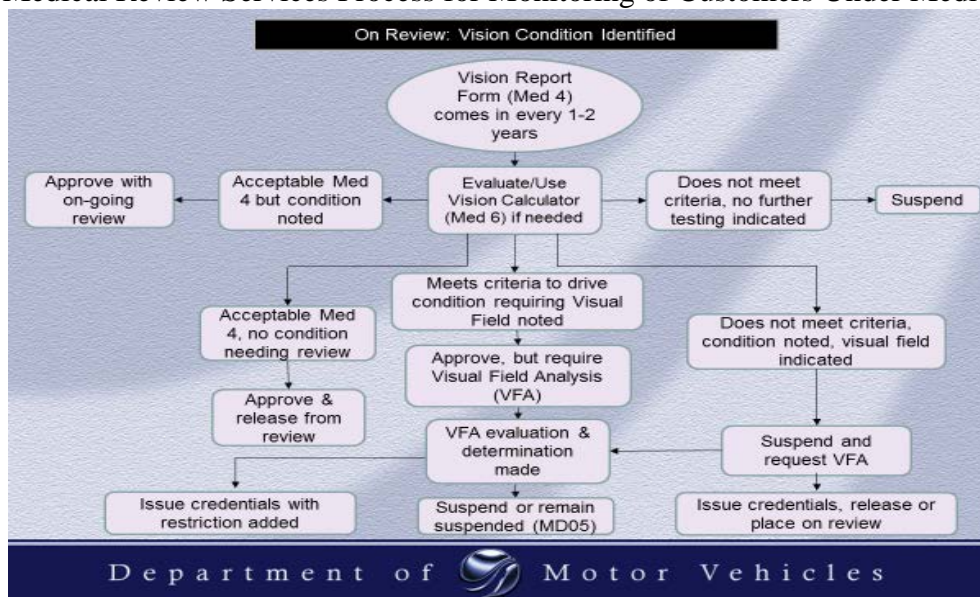 Medical Review Services Process for Monitoring of Customers Under Medi
On Review: Vision Condition Identified
Vision Report
Form (Med 4)
comes in every 1-2
years
Approve with
on-going
review
Acceptable Med
4 but condition
noted
Evaluate/Use
Vision Calculator
(Med 6) if needed
Does not meet
criteria, no further
testing indicated
Suspend
Acceptable Med
4, no condition
needing review
Meets criteria to drive
condition requiring Visual
Field noted
Does not meet criteria,
condition noted, visual field
indicated
Approve &
release from
review
Approve, but require
Visual Field Analysis
(VFA)
VFA evaluation &
determination
made
Suspend and
request VFA
Issue credentials with
restriction added
Suspend or remain
suspended (MD05)
Issue credentials, release or
place on review
Department of Motor Vehicles